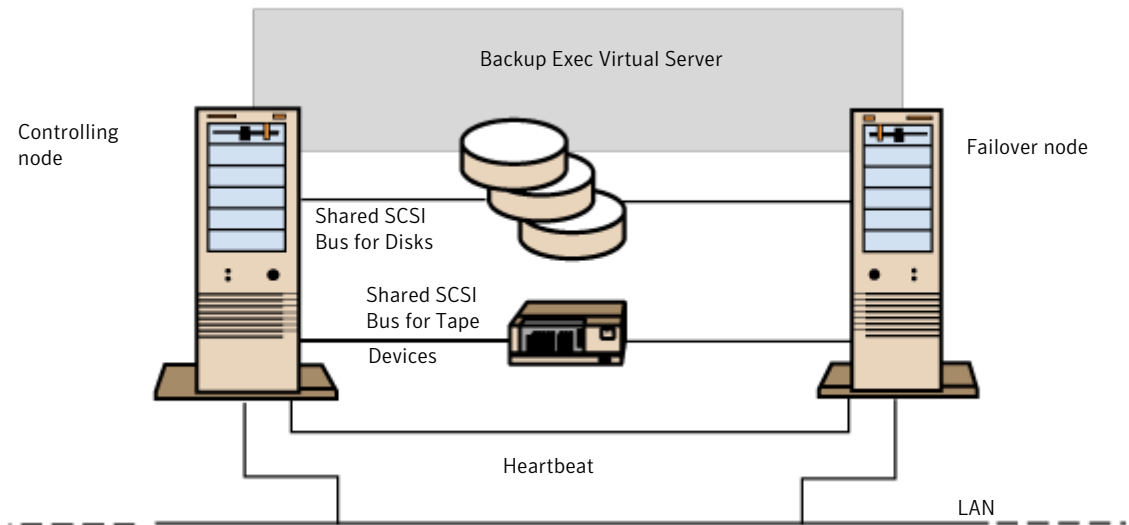 Backup Exec Virtual Server
Controlling
node
Failover node
Shared SCSI
Bus for Disks
Shared SCSI
Bus for Tape
Devices
Heartbeat
LAN